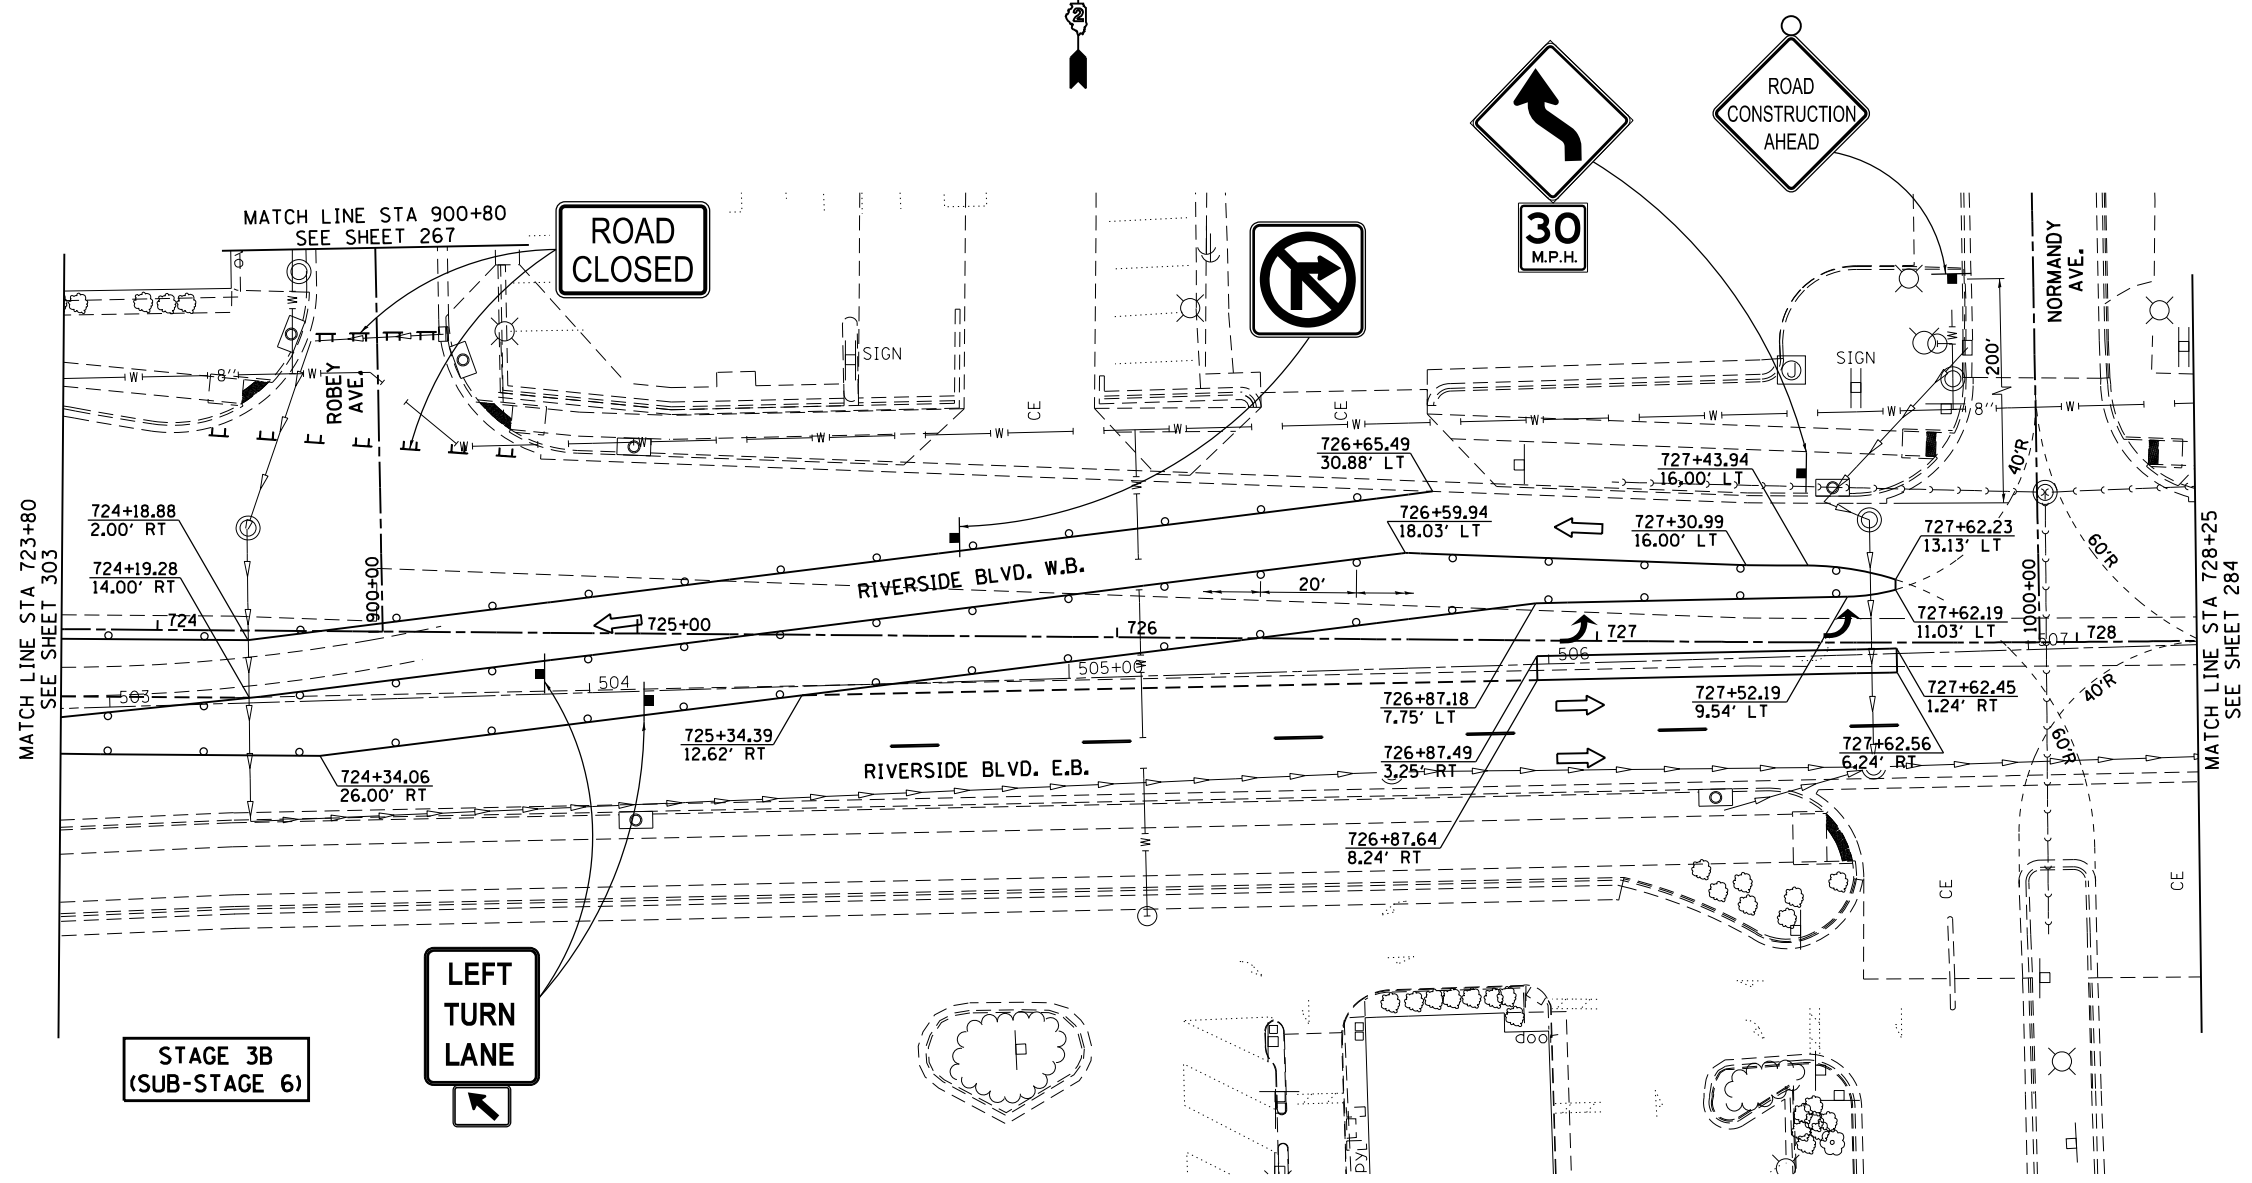 2
ROAD
CONSTRUCTION
AHEAD
30
M.P.H.
MATCH LINE STA 900+80
SEE SHEET 267
ROAD
CLOSED
NORMANDY
AVE.
200'
SIGN
SIGN
ROBEY
AVE.
W
8''
W
CE
CE
W
W
W
W
W
W
W
W
8''
W
40'R
726+65.49
30.88' LT
727+43.94
16.00' LT
724+18.88
2.00' RT
726+59.94
18.03' LT
727+30.99
16.00' LT
727+62.23
13.13' LT
60'R
MATCH LINE STA 723+80
SEE SHEET 303
724+19.28
14.00' RT
900+00
RIVERSIDE BLVD. W.B.
20'
1000+00
MATCH LINE STA 728+25
SEE SHEET 284
724
725+00
726
727
728
727+62.19
11.03' LT
503
504
505+00
506
507
40'R
726+87.18
7.75' LT
727+52.19
9.54' LT
727+62.45
1.24' RT
725+34.39
12.62' RT
726+87.49
3.25' RT
727+62.56
6.24' RT
60'R
724+34.06
26.00' RT
RIVERSIDE BLVD. E.B.
726+87.64
8.24' RT
W
CE
CE
LEFT
TURN
LANE
STAGE 3B
(SUB-STAGE 6)
PYL